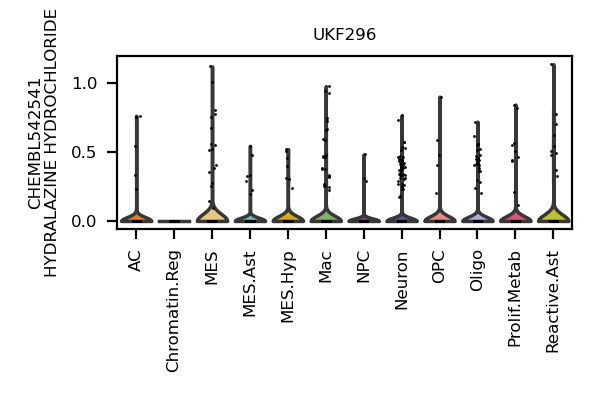 UKF296
CHEMBL542541
HYDRALAZINE HYDROCHLORIDE
1.0
0.5
0.0
AC
Chromatin.Reg
MES
MES.Ast
MES.Hyp
Mac
NPC
Neuron
OPC
Oligo
Prolif.Metab
Reactive.Ast